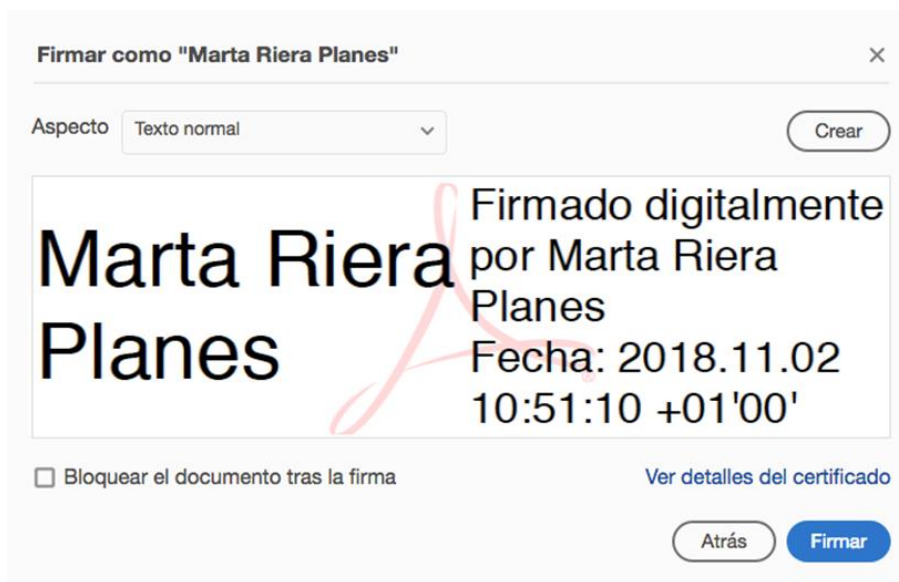 Firmar como "Marta Riera Planes"
Aspecto
Texto normal
Crear
Marta Riera
Planes
Firmado digitalmente
por Marta Riera
Planes
Fecha: 2018.11.02
10:51:10 +01'00'
Bloquear el documento tras la firma
Ver detalles del certificado
Atrás
Firmar